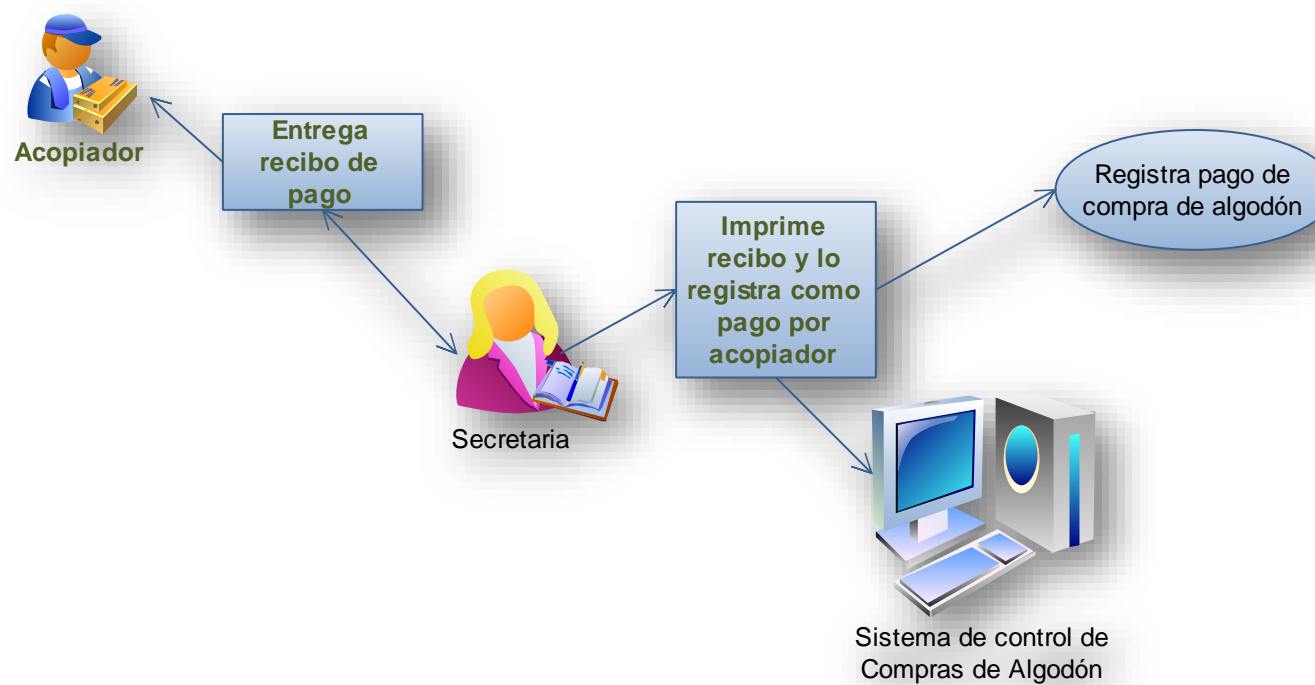 Acopiador
Entrega
recibo de
pago
Secretaria
Imprime
recibo y lo
registra como
pago por
acopiador
Registra pago de
compra de algodón
Sistema de control de
Compras de Algodón